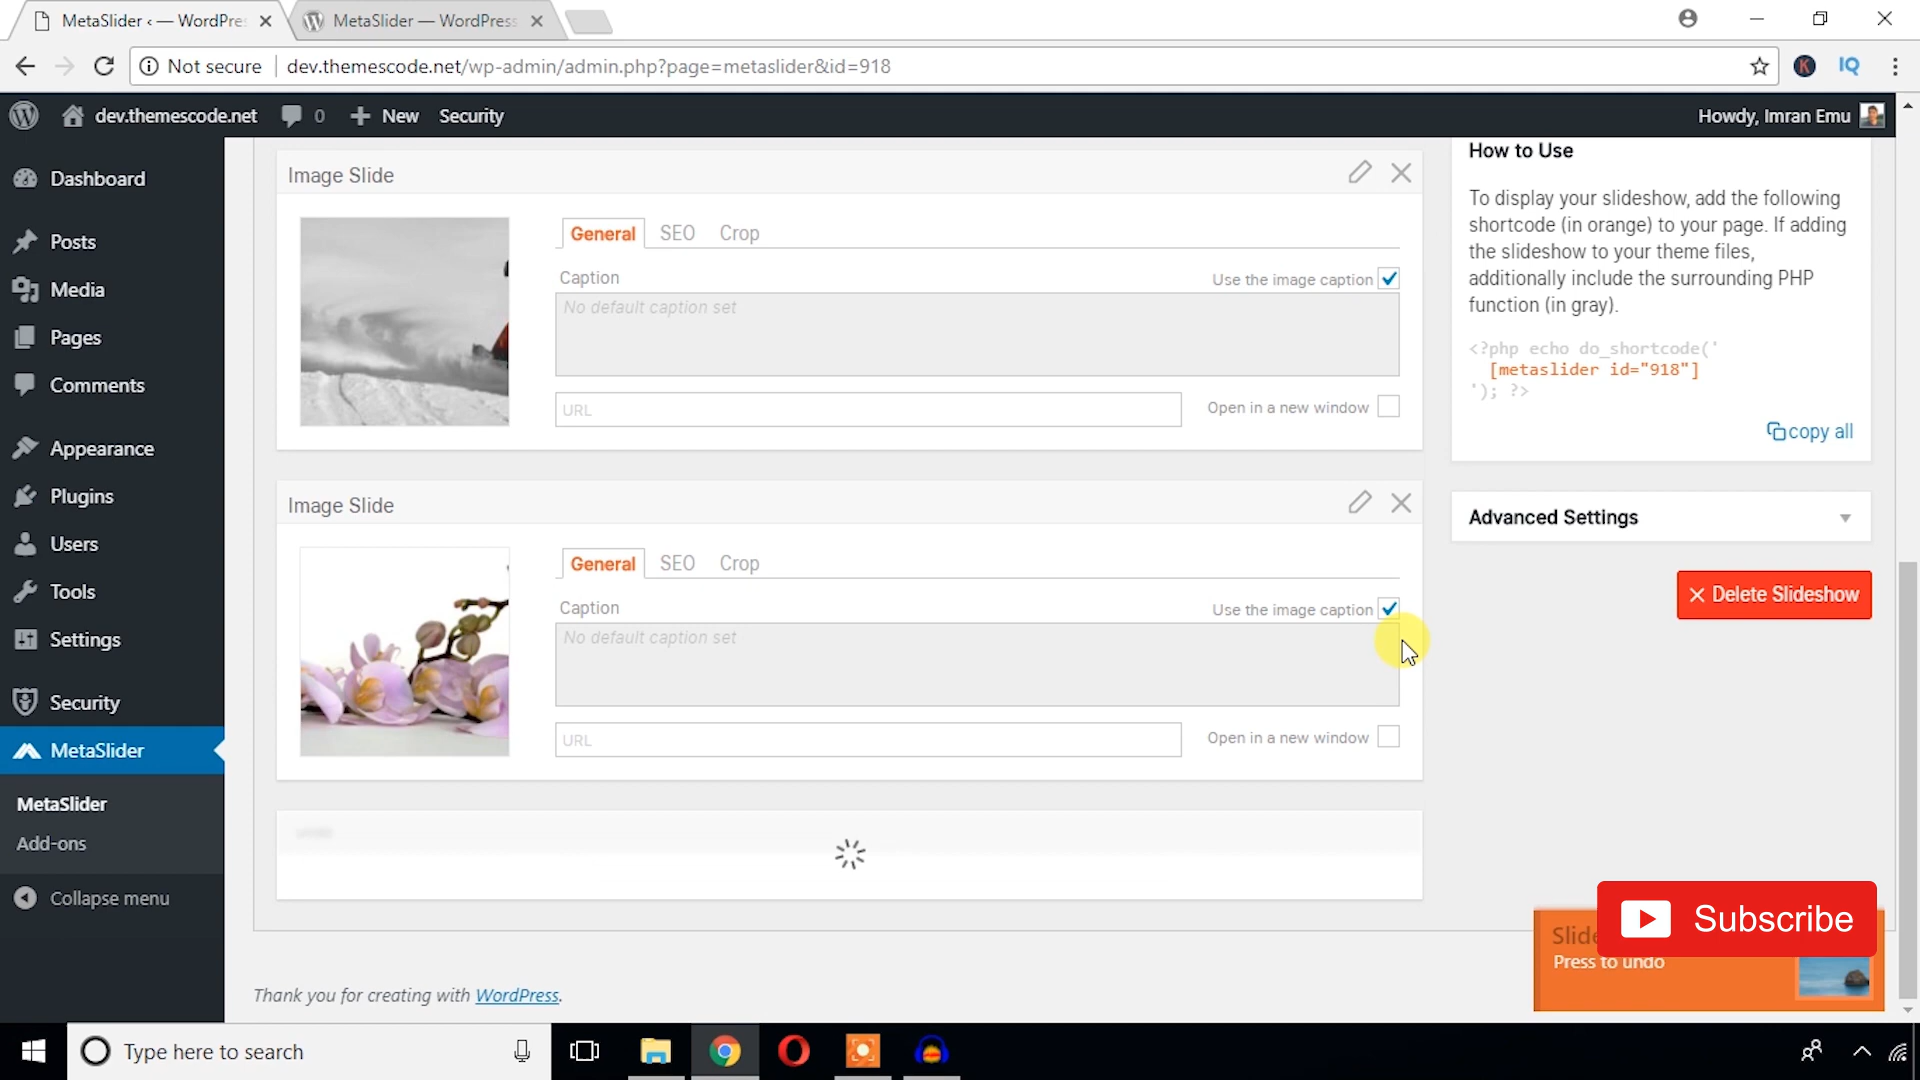 MetaSlider ‹ — WordPre
MetaSlider — WordPress
Not secure
dev.themescode.net/wp-admin/admin.php?page=metaslider&id=918
K
IQ
dev.themescode.net
0
New
Security
Howdy, Imran Emu
Dashboard
Posts
Media
Pages
Comments
Appearance
Plugins
Users
Tools
Settings
Security
MetaSlider
MetaSlider
Add-ons
Collapse menu
Image Slide
General
SEO
Crop
Caption
Use the image caption
No default caption set
URL
Open in a new window
Image Slide
General
SEO
Crop
Caption
Use the image caption
No default caption set
URL
Open in a new window
How to Use
To display your slideshow, add the following
shortcode (in orange) to your page. If adding
the slideshow to your theme files,
additionally include the surrounding PHP
function (in gray).
<?php echo do_shortcode('
[metaslider id="918"]
'); ?>
copy all
Advanced Settings
Delete Slideshow
Subscribe
Press to undo
Thank you for creating with WordPress.
Type here to search